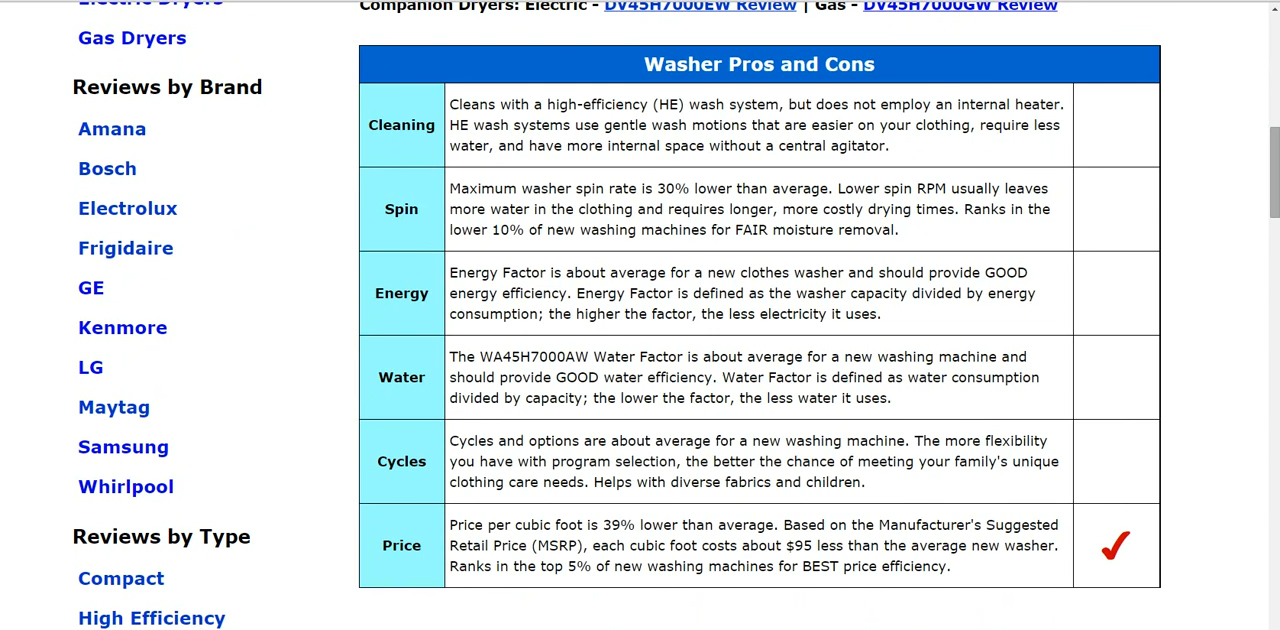 Electric Dryers
Gas Dryers
Reviews by Brand
Amana
Bosch
Electrolux
Frigidaire
GE
Kenmore
LG
Maytag
Samsung
Whirlpool
Reviews by Type
Compact
High Efficiency
Companion Dryers: Electric - DV45H7000EW Review | Gas - DV45H7000GW Review
Washer Pros and Cons
Cleaning
Cleans with a high-efficiency (HE) wash system, but does not employ an internal heater.
HE wash systems use gentle wash motions that are easier on your clothing, require less
water, and have more internal space without a central agitator.
Spin
Maximum washer spin rate is 30% lower than average. Lower spin RPM usually leaves
more water in the clothing and requires longer, more costly drying times. Ranks in the
lower 10% of new washing machines for FAIR moisture removal.
Energy
Energy Factor is about average for a new clothes washer and should provide GOOD
energy efficiency. Energy Factor is defined as the washer capacity divided by energy
consumption; the higher the factor, the less electricity it uses.
Water
The WA45H7000AW Water Factor is about average for a new washing machine and
should provide GOOD water efficiency. Water Factor is defined as water consumption
divided by capacity; the lower the factor, the less water it uses.
Cycles
Cycles and options are about average for a new washing machine. The more flexibility
you have with program selection, the better the chance of meeting your family's unique
clothing care needs. Helps with diverse fabrics and children.
Price
Price per cubic foot is 39% lower than average. Based on the Manufacturer's Suggested
Retail Price (MSRP), each cubic foot costs about $95 less than the average new washer.
Ranks in the top 5% of new washing machines for BEST price efficiency.